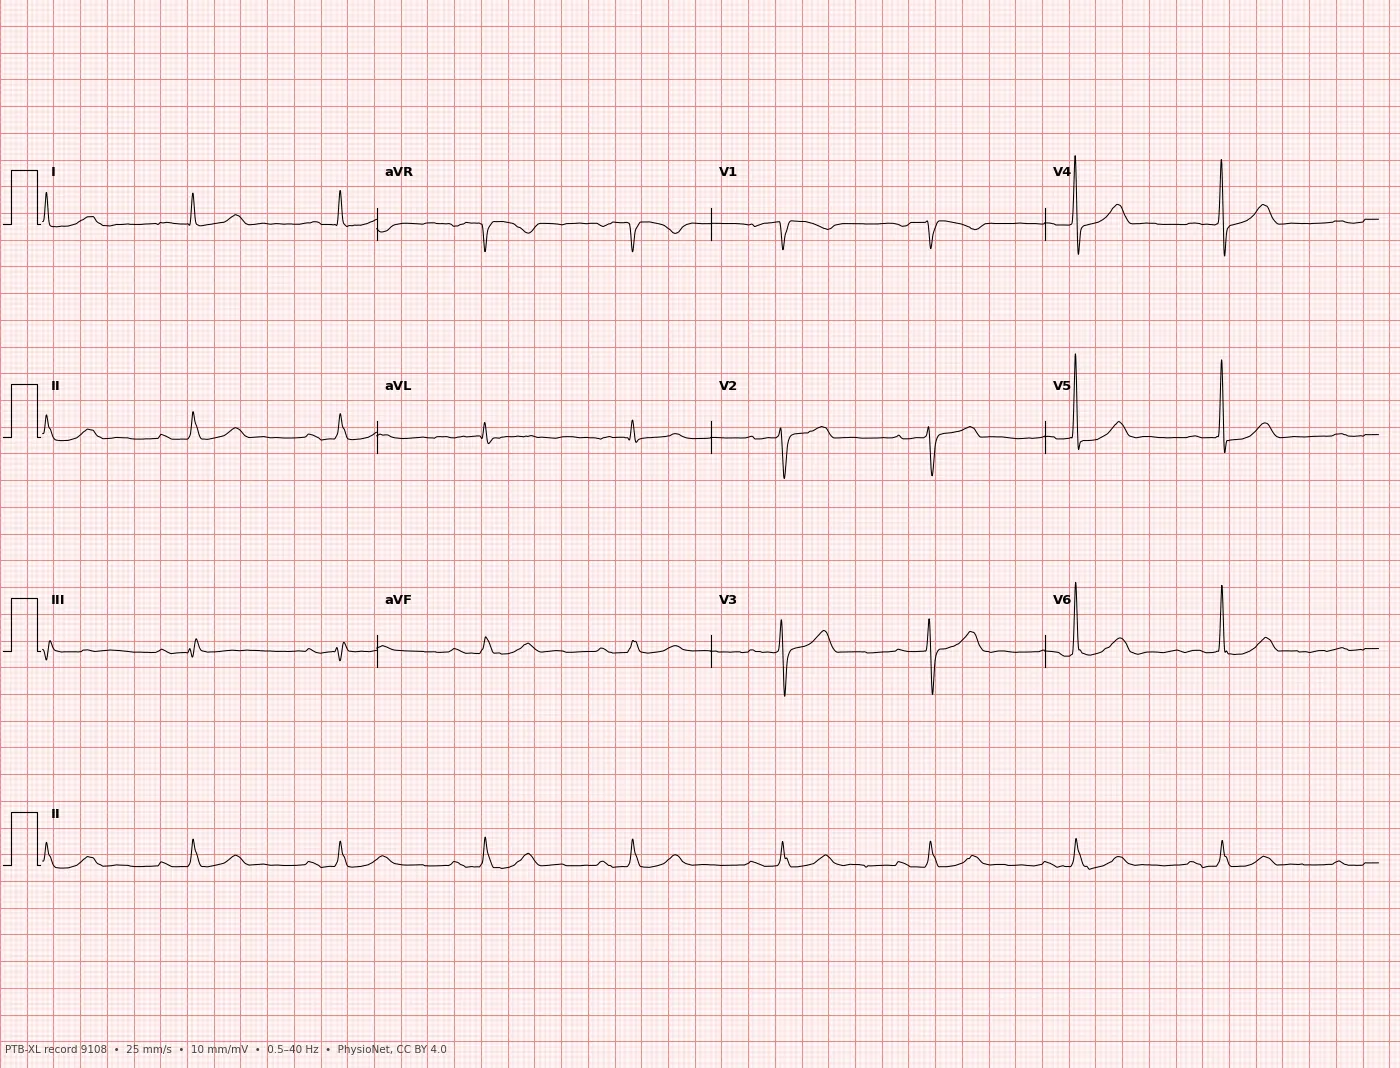 I aVR V1 V4
II aVL V2 V5
III aVF V3 V6
II
PTB-XL record 9108 • 25 mm/s • 10 mm/mV • 0.5–40 Hz • PhysioNet, CC BY 4.0